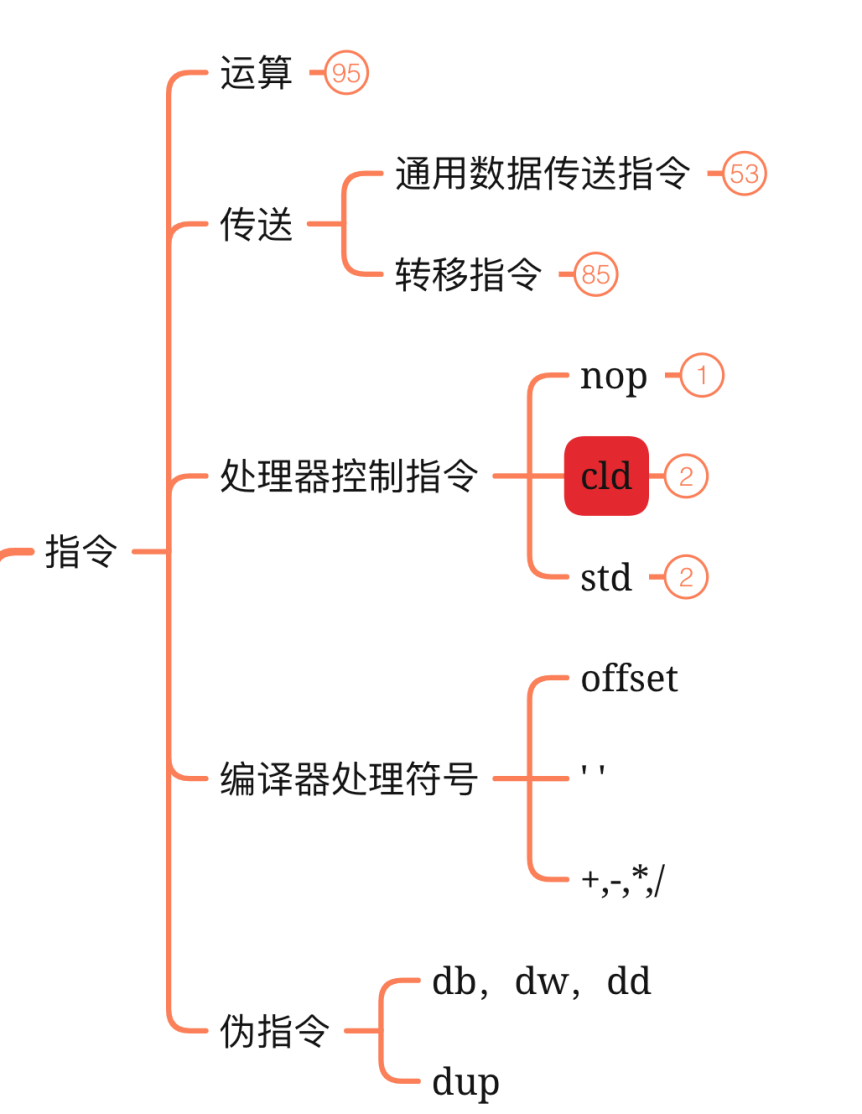 运算 95
通用数据传送指令 53
传送
转移指令 85
nop 1
处理器控制指令 cld 2
指令
std 2
offset
编译器处理符号 ' '
+,-,*,/
db，dw，dd
伪指令
dup